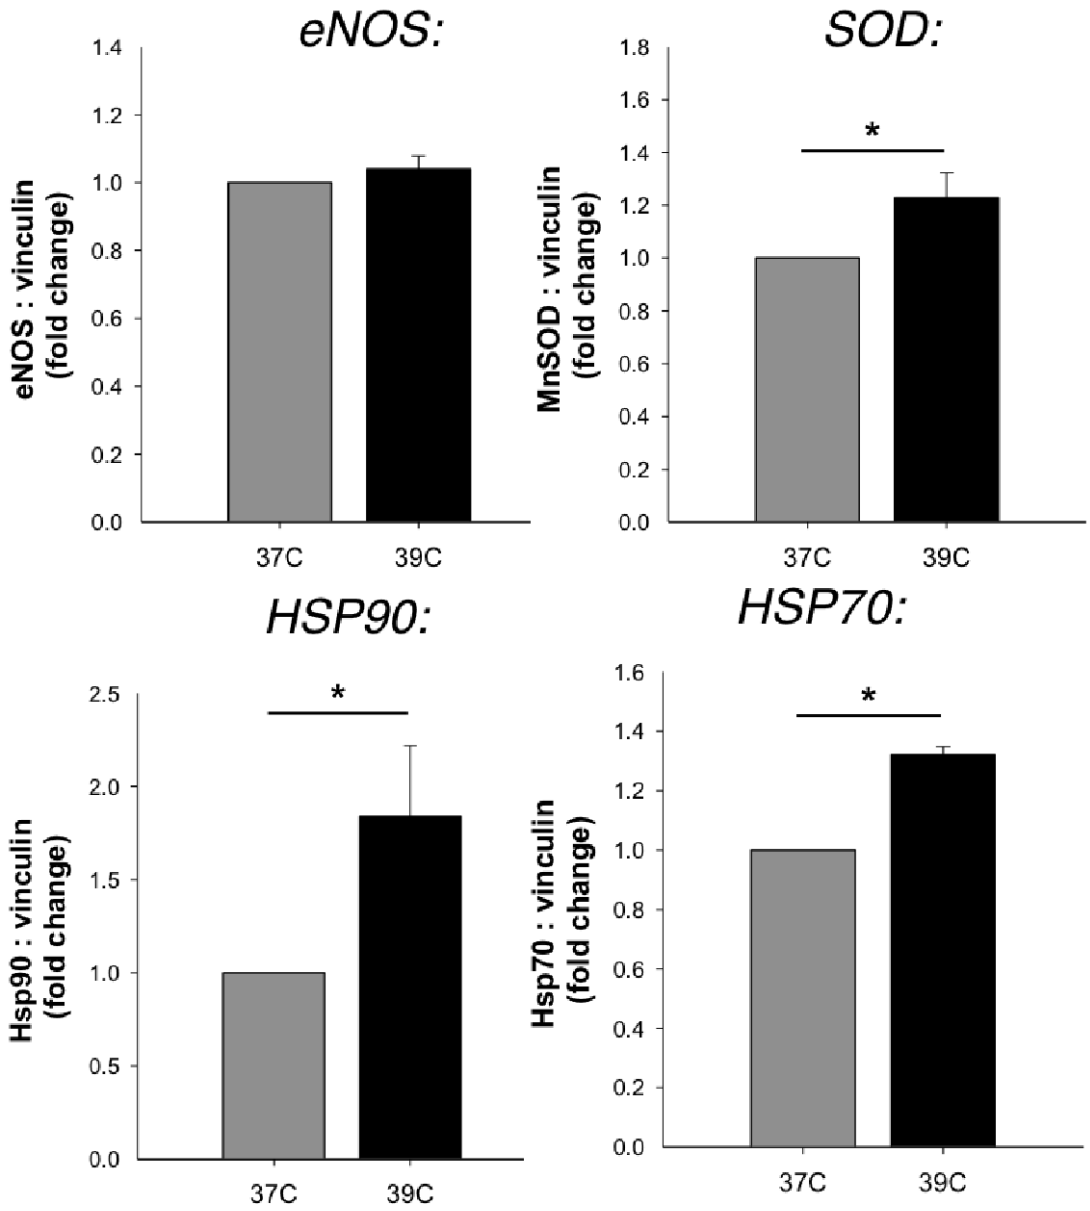 eNOS:
1.4
1.2
1.0
0.8
0.6
0.4
0.2
0.0
eNOS : vinculin
(fold change)
37C
39C
SOD:
1.8
1.6
1.4
1.2
1.0
0.8
0.6
0.4
0.2
0.0
MnSOD : vinculin
(fold change)
*
37C
39C
HSP90:
2.5
2.0
1.5
1.0
0.5
0.0
Hsp90 : vinculin
(fold change)
*
37C
39C
HSP70:
1.6
1.4
1.2
1.0
0.8
0.6
0.4
0.2
0.0
Hsp70 : vinculin
(fold change)
*
37C
39C